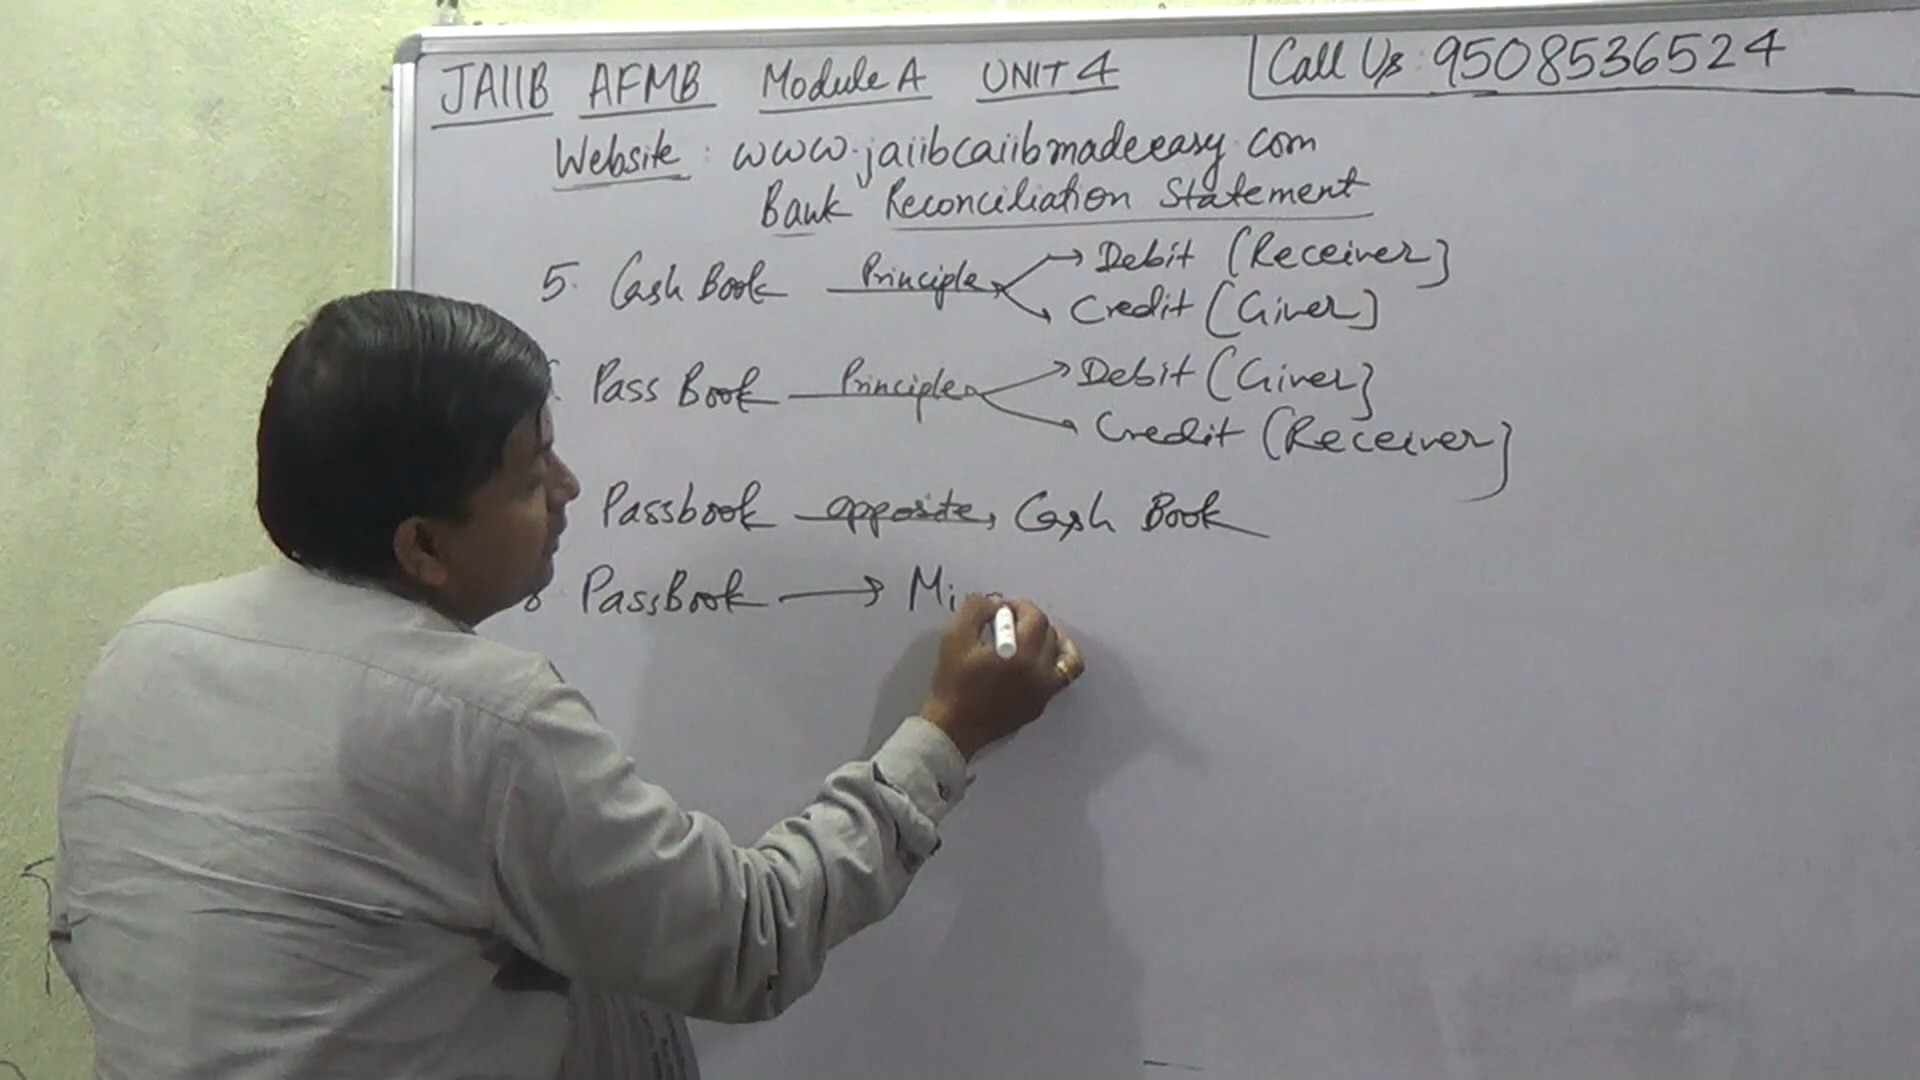 JAIIB AFMB Module A UNIT 4
Call Us: 9508536524
Website: www.jaiibcaiibmadeeasy.com
Bank Reconciliation Statement
5. Cash Book Principle → Debit (Receiver)
→ Credit (Giver)
Pass Book Principle → Debit (Giver)
→ Credit (Receiver)
Passbook opposite, Cash Book
8 PassBook →